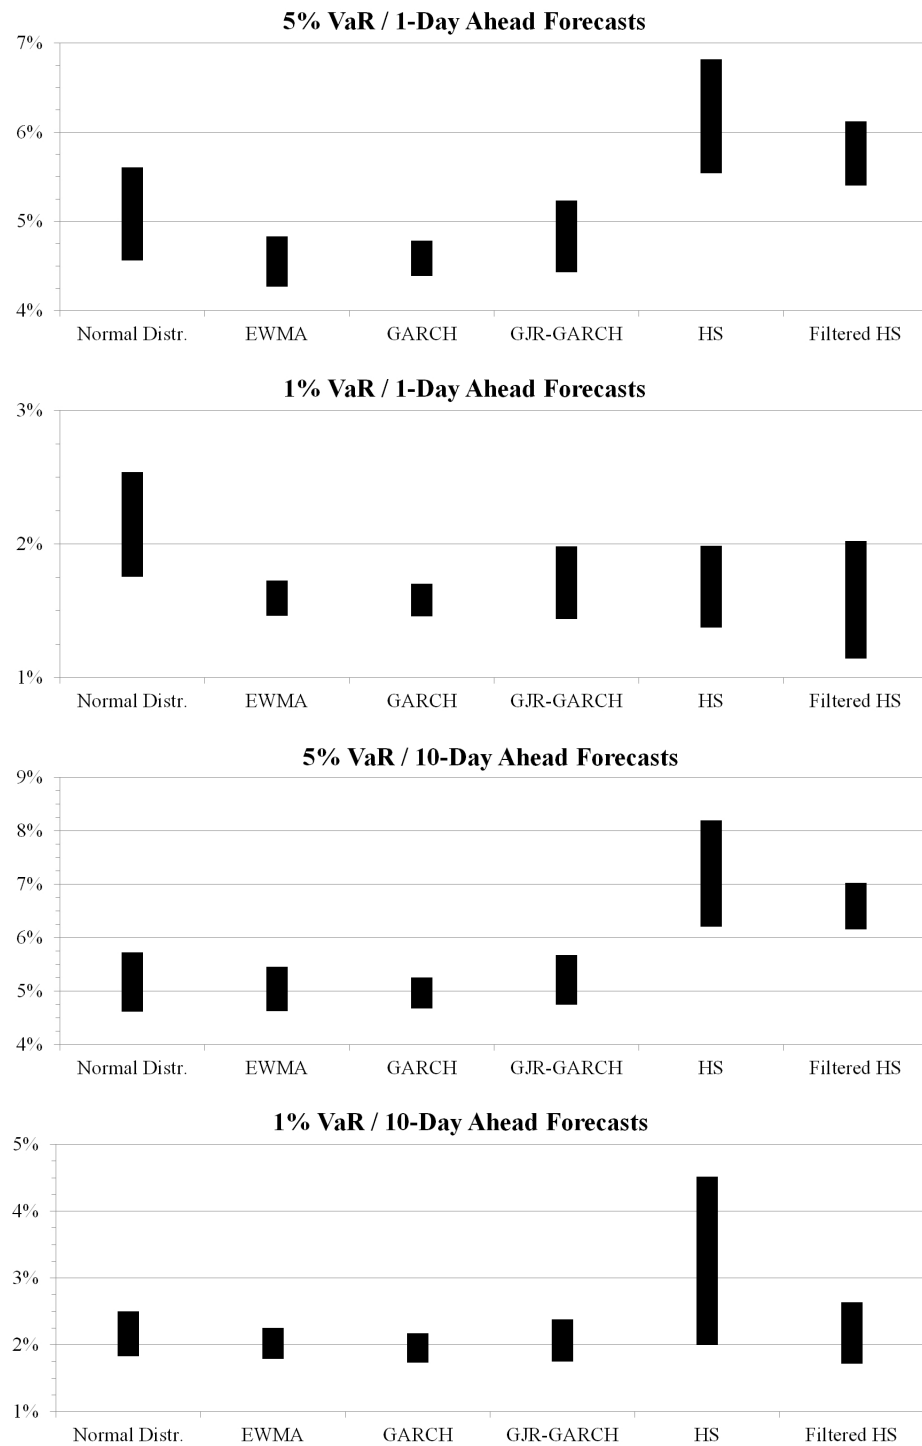 5% VaR / 1-Day Ahead Forecasts
7%
6%
5%
4%
Normal Distr. EWMA GARCH GJR-GARCH HS Filtered HS
1% VaR / 1-Day Ahead Forecasts
3%
2%
1%
Normal Distr. EWMA GARCH GJR-GARCH HS Filtered HS
5% VaR / 10-Day Ahead Forecasts
9%
8%
7%
6%
5%
4%
Normal Distr. EWMA GARCH GJR-GARCH HS Filtered HS
1% VaR / 10-Day Ahead Forecasts
5%
4%
3%
2%
1%
Normal Distr. EWMA GARCH GJR-GARCH HS Filtered HS